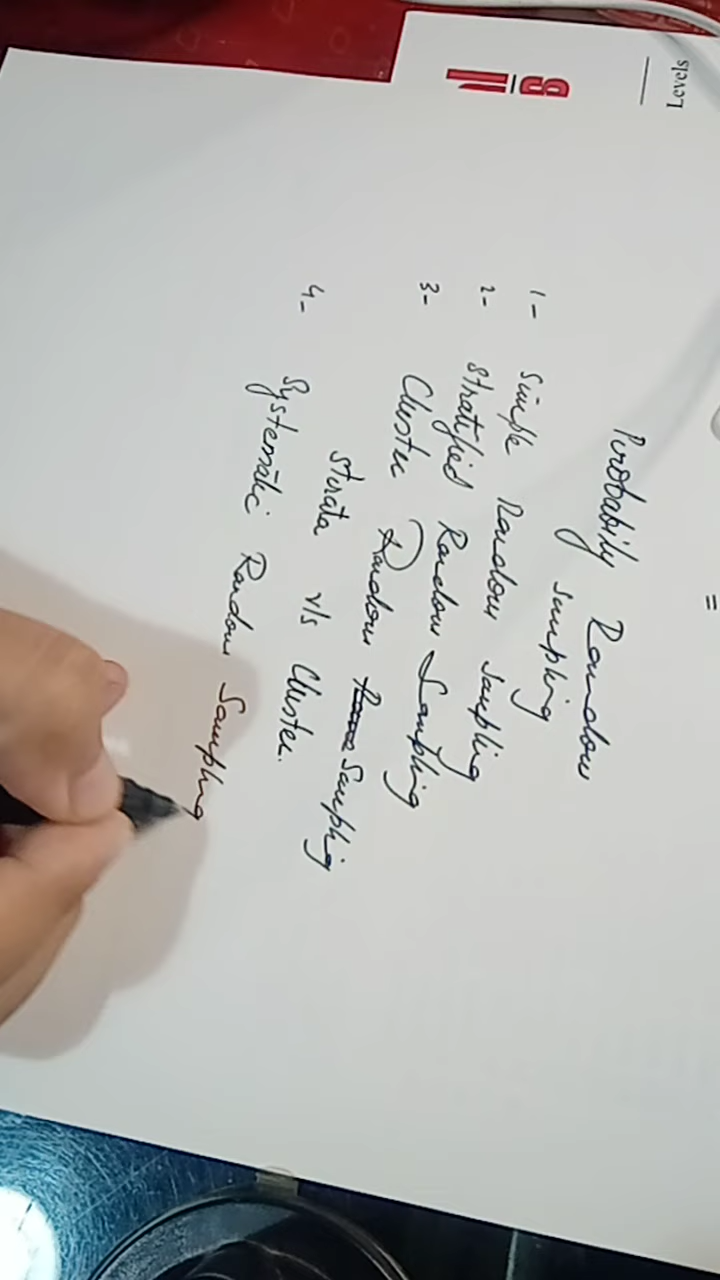 Levels
Probabily Random
sampling
1- Simple Random Sampling
2- Stratified Random Sampling
3- Cluster Random Sampling
Strata v/s Cluster.
4- Systematic Random Sampling